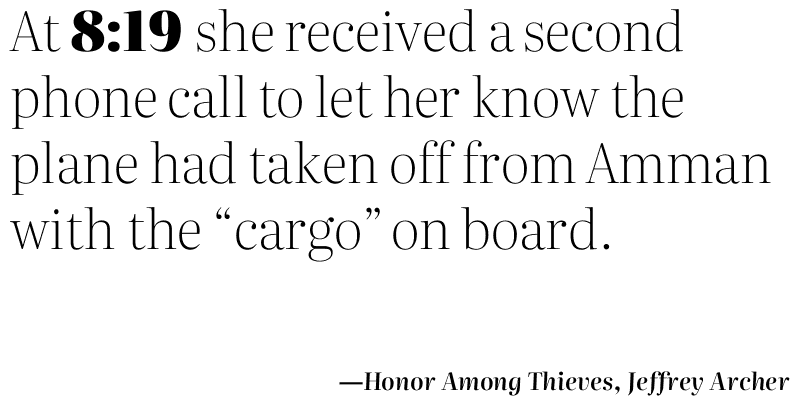 At 8:19 she received a second
phone call to let her know the
plane had taken off from Amman
with the “cargo” on board.
—Honor Among Thieves, Jeffrey Archer